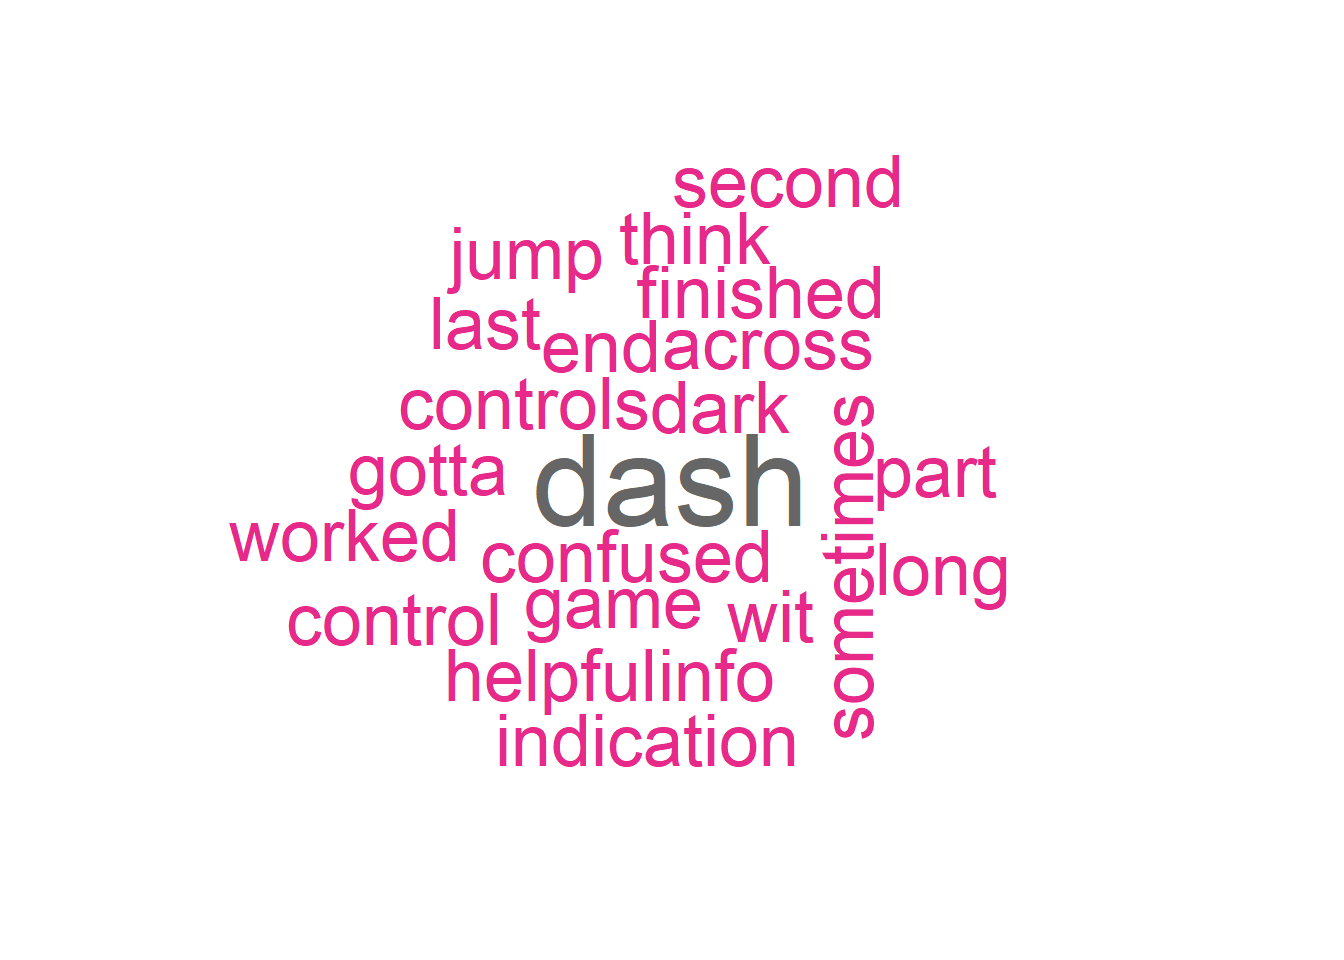 second
jump think
finished
last end across
controls dark
gotta dash sometimes part
worked confused long
control game wit
helpful info
indication